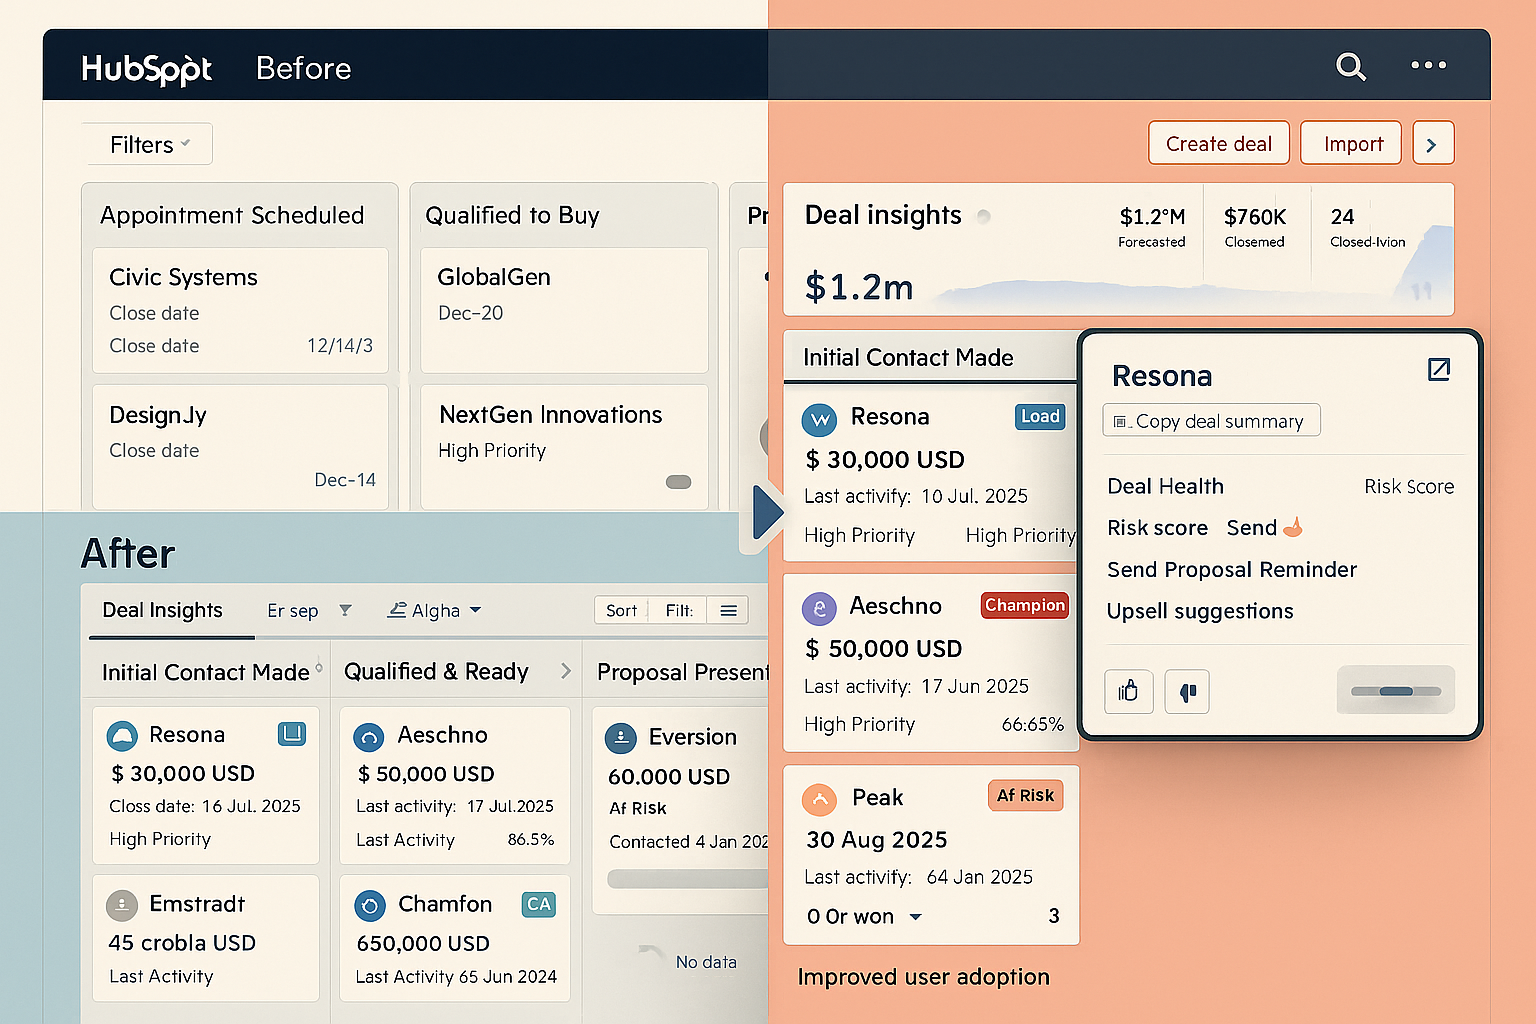 HubSpòt
Before
Filters
Appointment Scheduled
Civic Systems
Close date
Close date 12/14/3
Design.Jy
Close date
Dec-14
Qualified to Buy
GlobalGen
Dec-20
NextGen Innovations
High Priority
Pr
After
Deal Insights
Er sep
Algha
Sort
Filt:
Initial Contact Made
Resona
$ 30,000 USD
Closs date: 16 Jul. 2025
High Priority
Emstradt
45 crobla USD
Last Activity
Qualified & Ready
Aeschno
$ 50,000 USD
Last activity: 17 Jul.2025
Last Activity 86.5%
Chamfon CA
650,000 USD
Last Activity 65 Jun 2024
Proposal Present
Eversion
60.000 USD
Af Risk
Contacted 4 Jan 202
No data
Create deal
Import
Deal insights
$1.2m
$1.2°M
Forecasted
$760K
Closemed
24
Closed-Ivion
Initial Contact Made
Resona Load
$ 30,000 USD
Last activify: 10 Jul. 2025
High Priority High Priority
Aeschno Champion
$ 50,000 USD
Last activity: 17 Jun 2025
High Priority 66:65%
Peak Af Risk
30 Aug 2025
Last activify: 64 Jan 2025
0 Or won 3
Improved user adoption
Resona
Copy deal summary
Deal Health Risk Score
Risk score Send
Send Proposal Reminder
Upsell suggestions